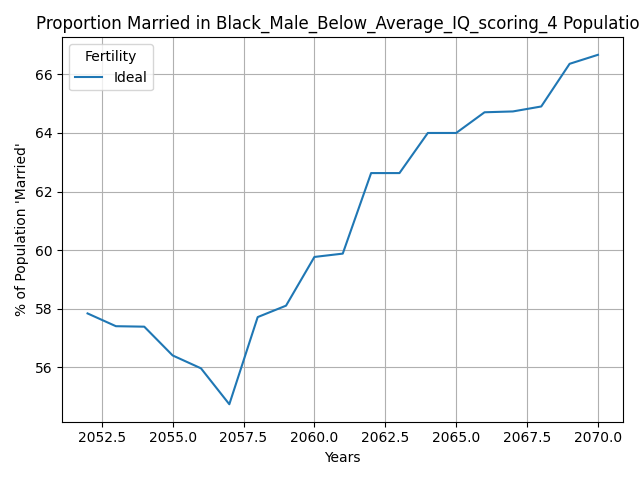 Proportion Married in Black_Male_Below_Average_IQ_scoring_4 Populatio
Fertility
Ideal
66
64
62
60
58
56
% of Population 'Married'
2052.5 2055.0 2057.5 2060.0 2062.5 2065.0 2067.5 2070.0
Years